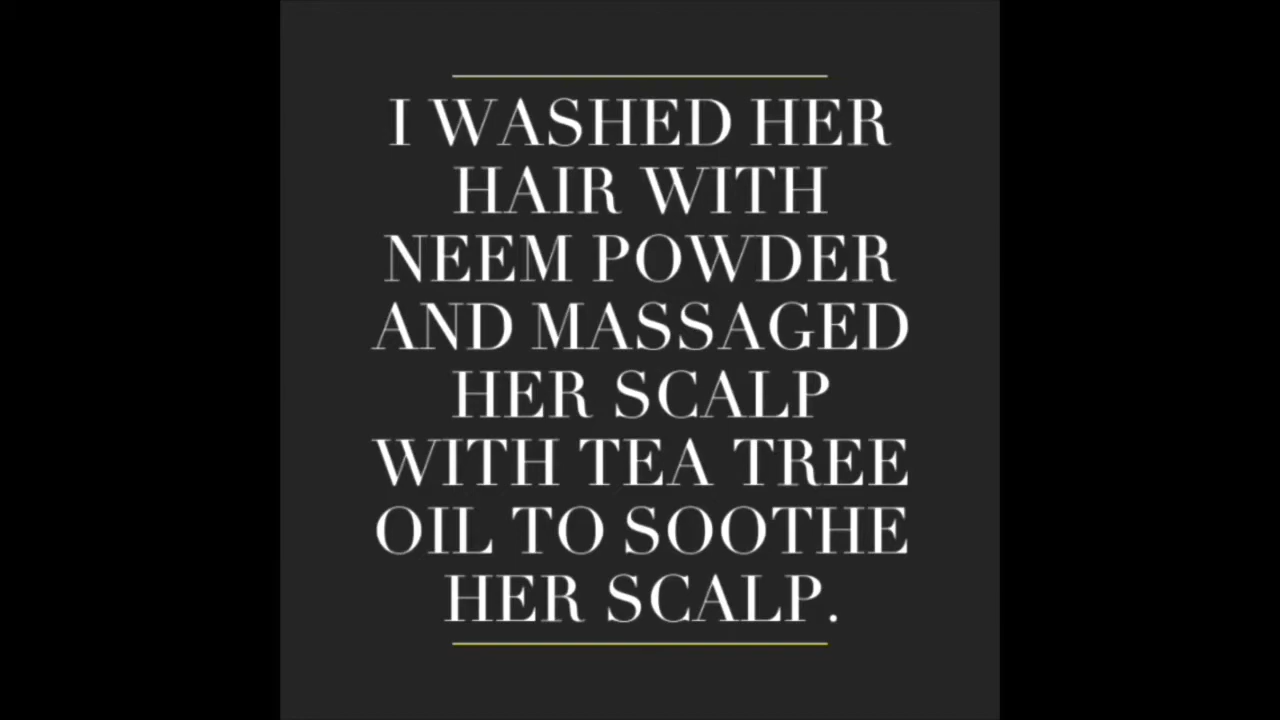 I WASHED HER
HAIR WITH
NEEM POWDER
AND MASSAGED
HER SCALP
WITH TEA TREE
OIL TO SOOTHE
HER SCALP.